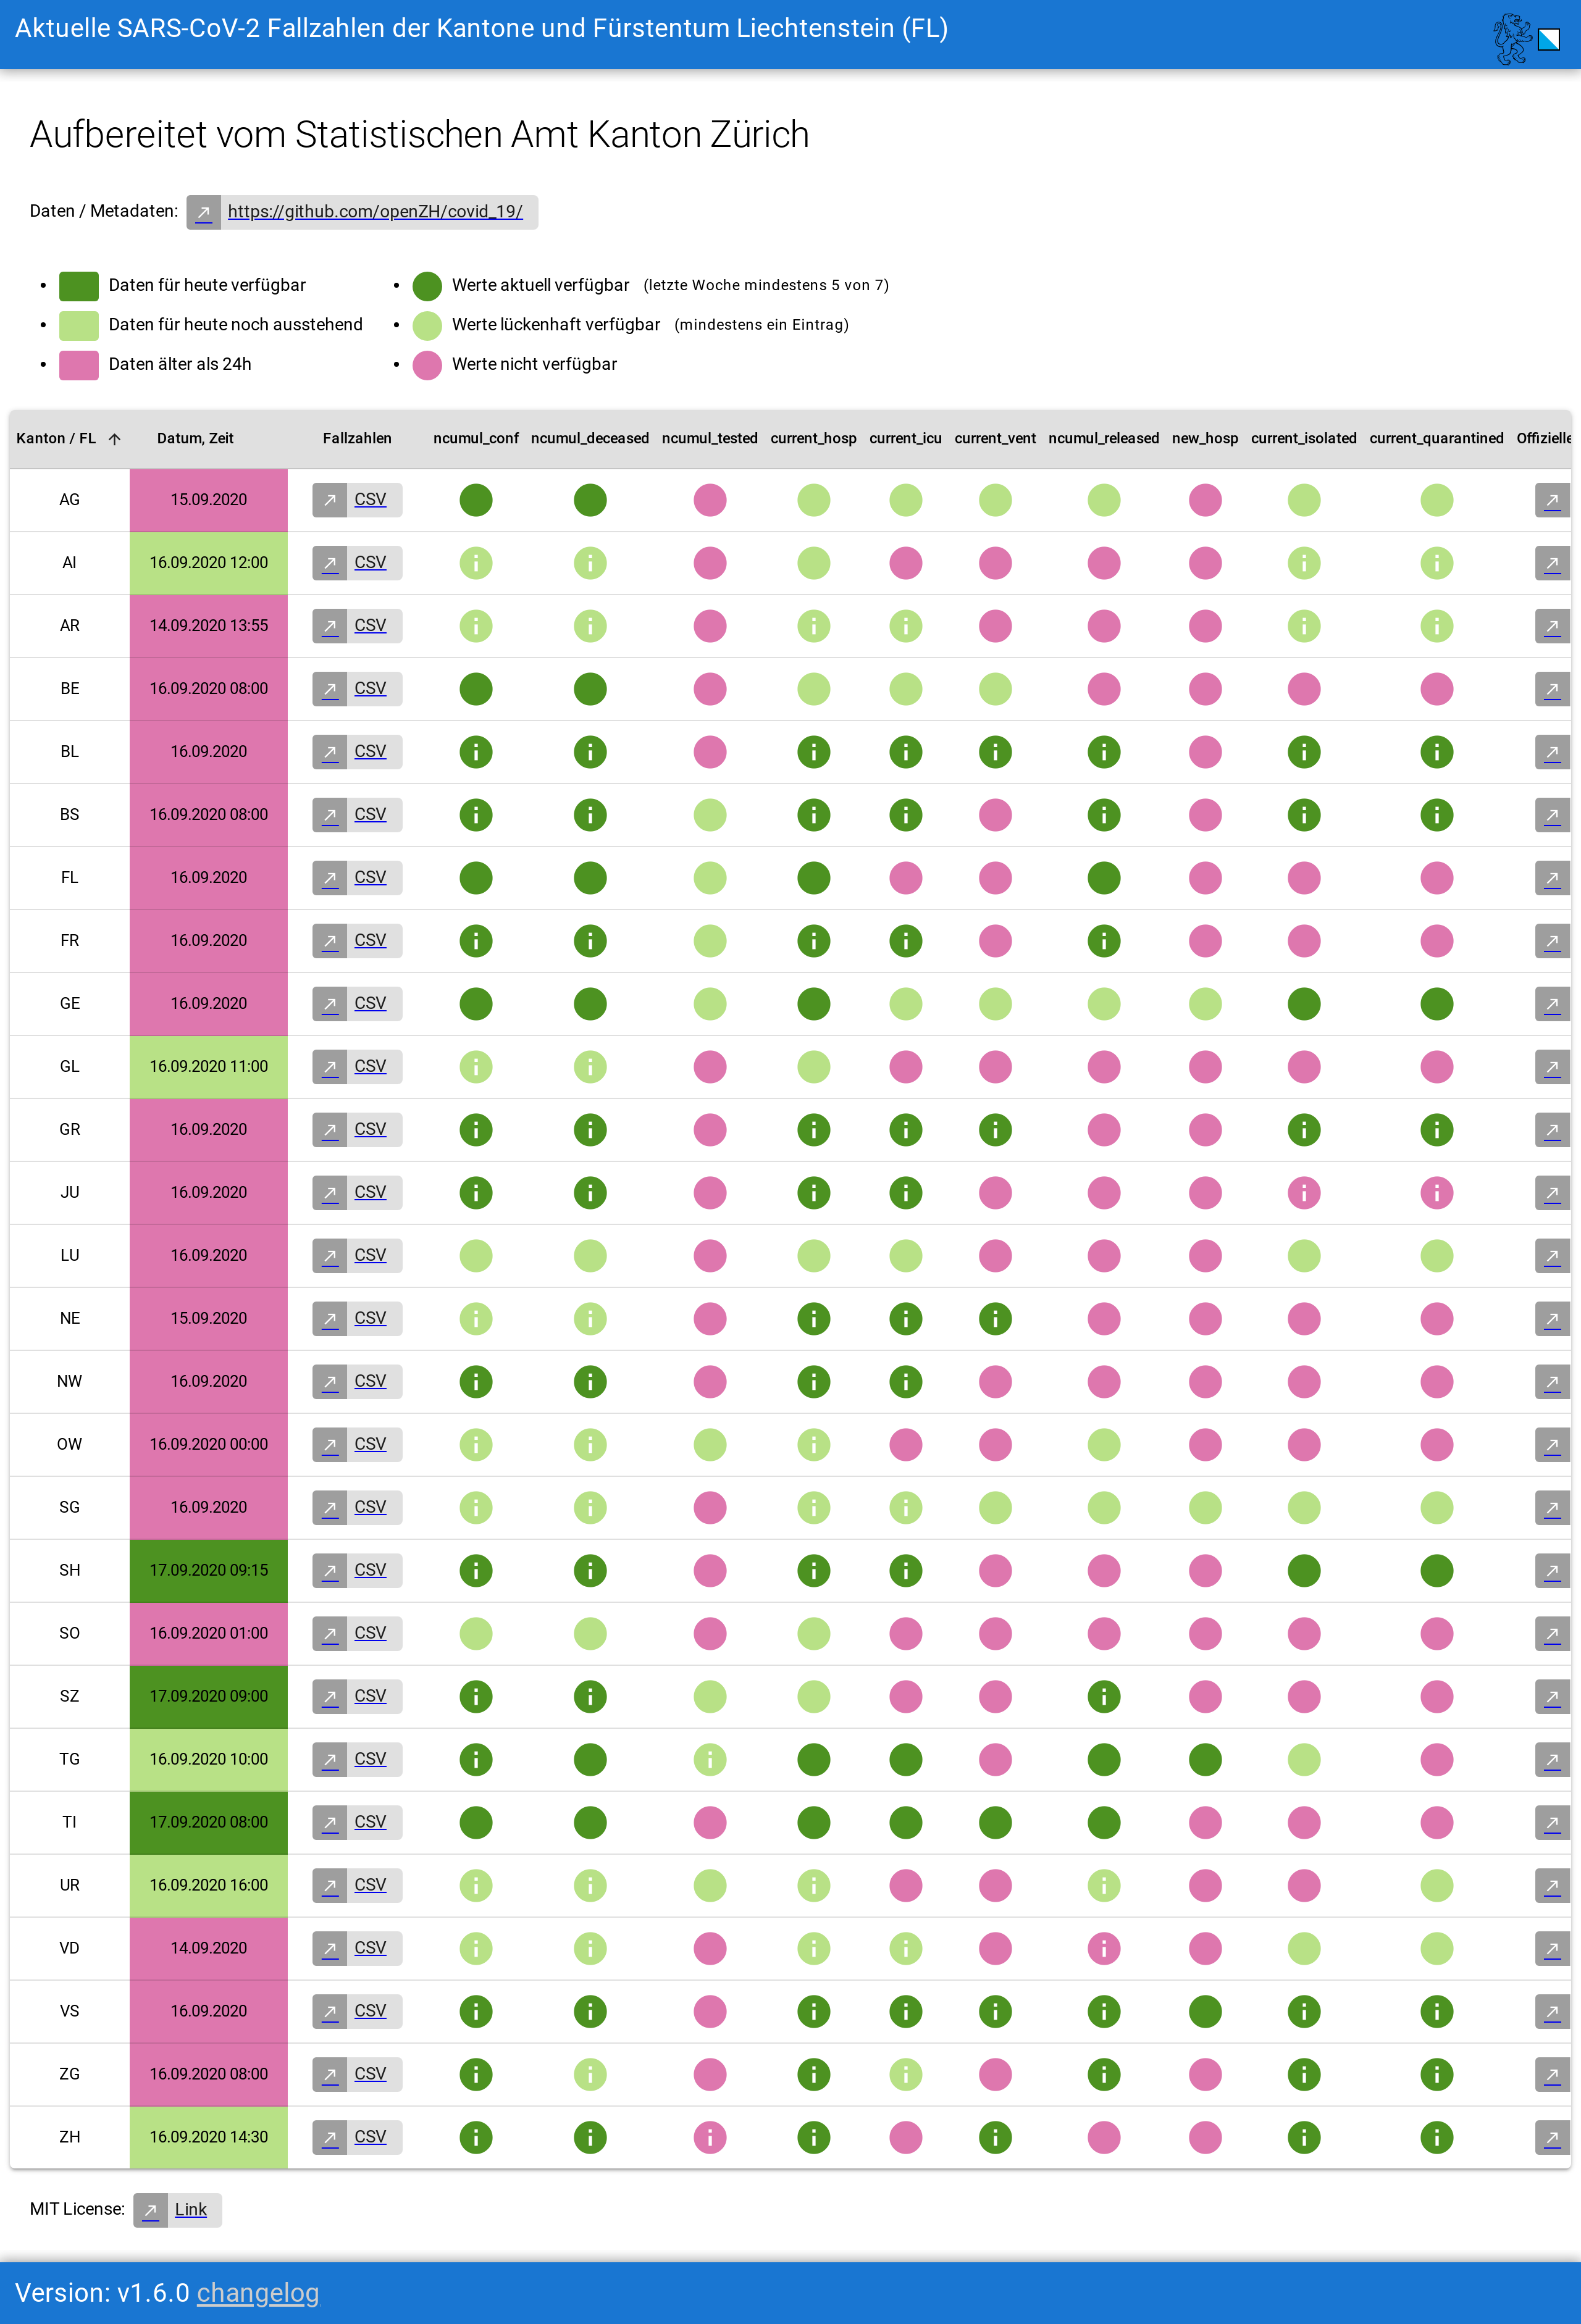 Aktuelle SARS-CoV-2 Fallzahlen der Kantone und Fürstentum Liechtenstein (FL)
Aufbereitet vom Statistischen Amt Kanton Zürich
Daten / Metadaten: https://github.com/openZH/covid_19/
Daten für heute verfügbar Werte aktuell verfügbar (letzte Woche mindestens 5 von 7)
Daten für heute noch ausstehend Werte lückenhaft verfügbar (mindestens ein Eintrag)
Daten älter als 24h Werte nicht verfügbar
Kanton / FL Datum, Zeit Fallzahlen ncumul_conf ncumul_deceased ncumul_tested current_hosp current_icu current_vent ncumul_released new_hosp current_isolated current_quarantined Offizielle
AG 15.09.2020 CSV
AI 16.09.2020 12:00 CSV
AR 14.09.2020 13:55 CSV
BE 16.09.2020 08:00 CSV
BL 16.09.2020 CSV
BS 16.09.2020 08:00 CSV
FL 16.09.2020 CSV
FR 16.09.2020 CSV
GE 16.09.2020 CSV
GL 16.09.2020 11:00 CSV
GR 16.09.2020 CSV
JU 16.09.2020 CSV
LU 16.09.2020 CSV
NE 15.09.2020 CSV
NW 16.09.2020 CSV
OW 16.09.2020 00:00 CSV
SG 16.09.2020 CSV
SH 17.09.2020 09:15 CSV
SO 16.09.2020 01:00 CSV
SZ 17.09.2020 09:00 CSV
TG 16.09.2020 10:00 CSV
TI 17.09.2020 08:00 CSV
UR 16.09.2020 16:00 CSV
VD 14.09.2020 CSV
VS 16.09.2020 CSV
ZG 16.09.2020 08:00 CSV
ZH 16.09.2020 14:30 CSV
MIT License: Link
Version: v1.6.0 changelog